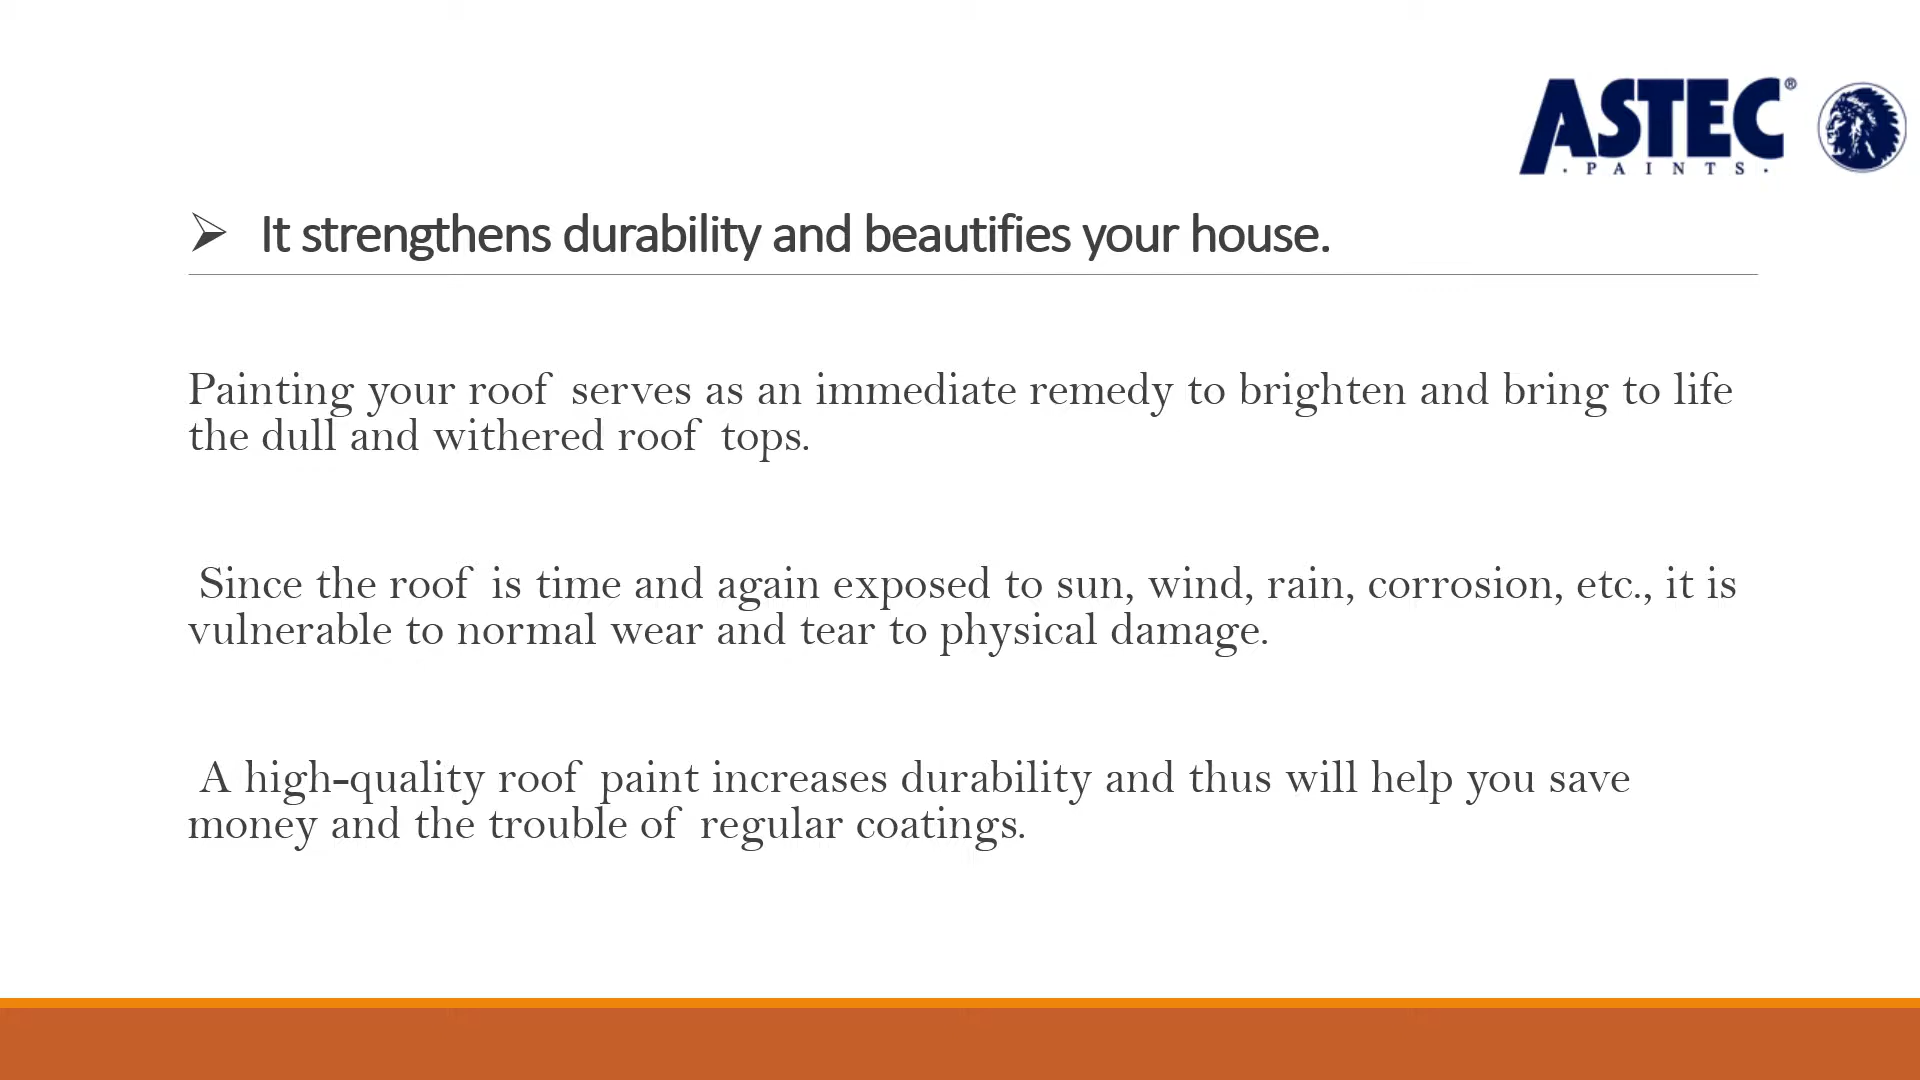 ASTEC®
· PAINTS ·
It strengthens durability and beautifies your house.
Painting your roof serves as an immediate remedy to brighten and bring to life
the dull and withered roof tops.
Since the roof is time and again exposed to sun, wind, rain, corrosion, etc., it is
vulnerable to normal wear and tear to physical damage.
A high-quality roof paint increases durability and thus will help you save
money and the trouble of regular coatings.